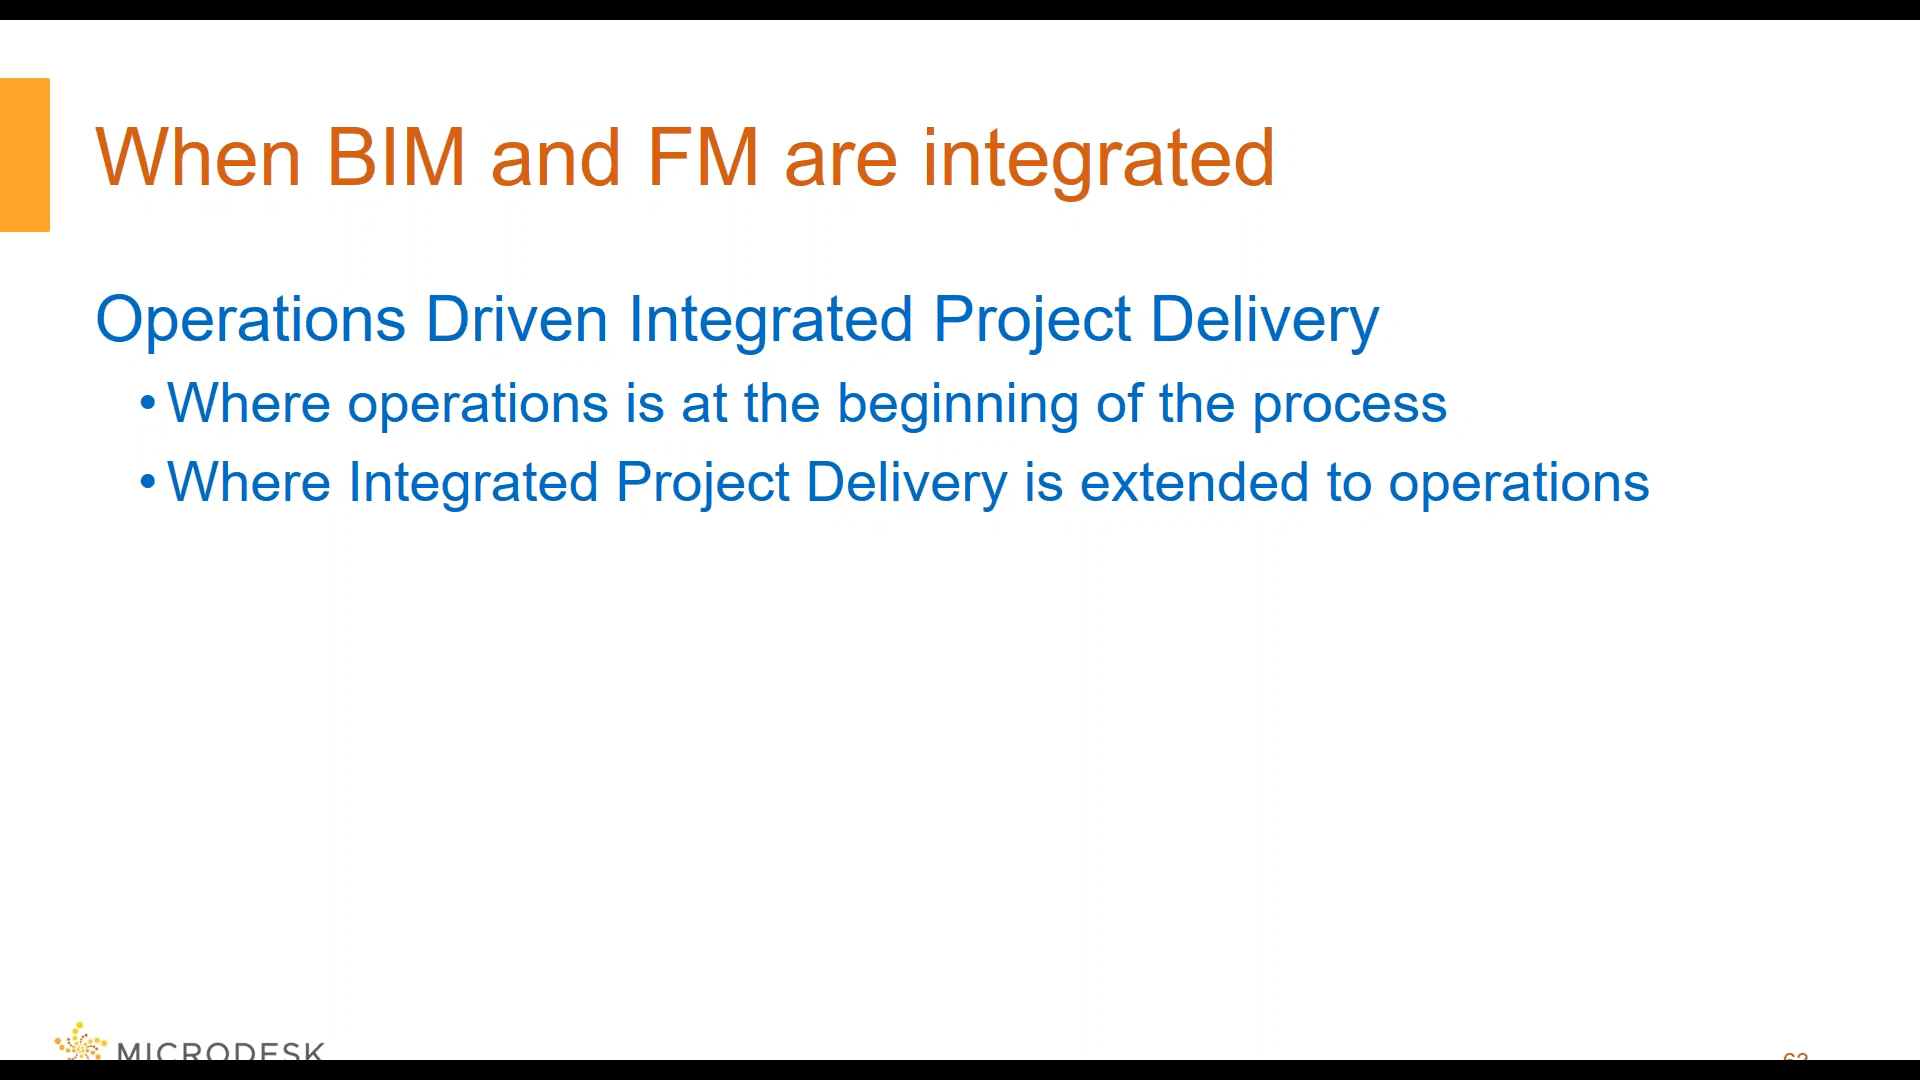 When BIM and FM are integrated
Operations Driven Integrated Project Delivery
• Where operations is at the beginning of the process
• Where Integrated Project Delivery is extended to operations
MICRODESK